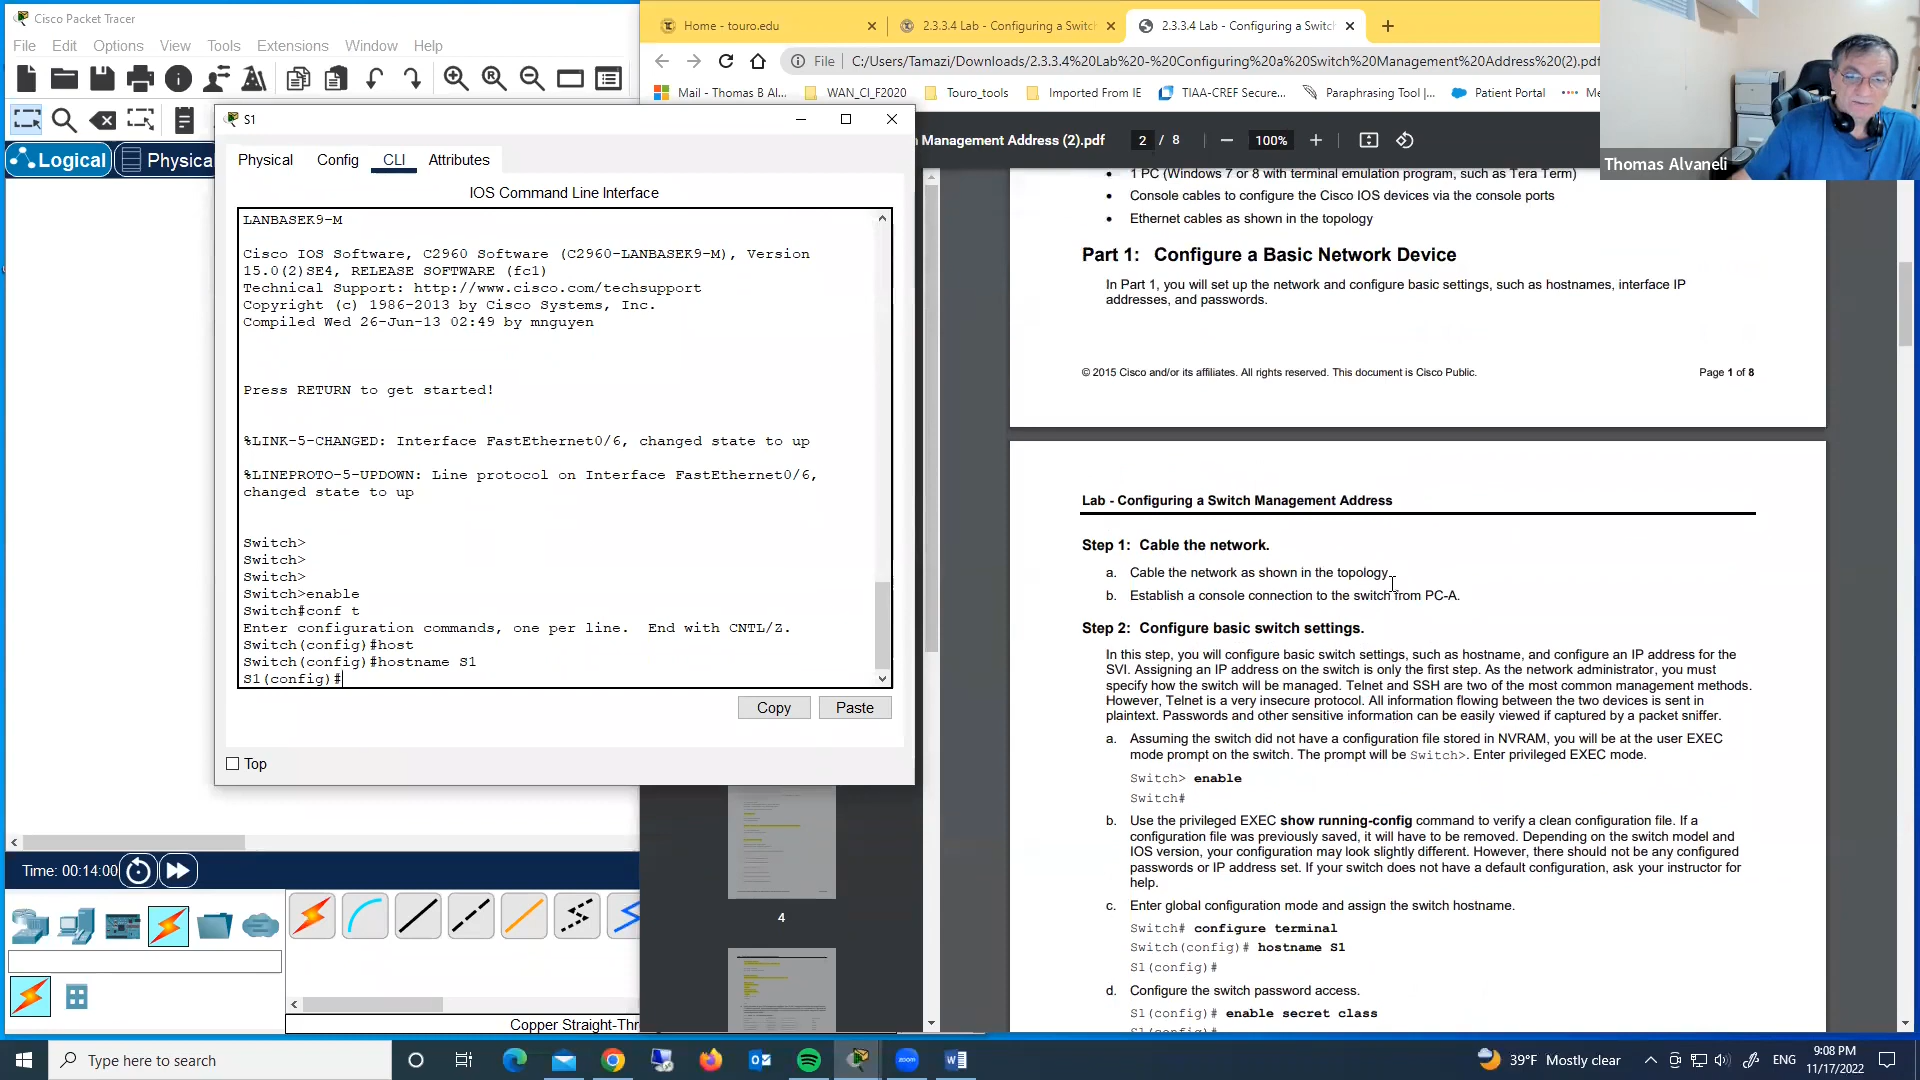 Cisco Packet Tracer
File Edit Options View Tools Extensions Window Help
Logical
Physica
S1
Physical Config CLI Attributes
IOS Command Line Interface
LANBASEK9-M
Cisco IOS Software, C2960 Software (C2960-LANBASEK9-M), Version
15.0(2)SE4, RELEASE SOFTWARE (fc1)
Technical Support: http://www.cisco.com/techsupport
Copyright (c) 1986-2013 by Cisco Systems, Inc.
Compiled Wed 26-Jun-13 02:49 by mnguyen
Press RETURN to get started!
%LINK-5-CHANGED: Interface FastEthernet0/6, changed state to up
%LINEPROTO-5-UPDOWN: Line protocol on Interface FastEthernet0/6,
changed state to up
Switch>
Switch>
Switch>
Switch>enable
Switch#conf t
Enter configuration commands, one per line.  End with CNTL/Z.
Switch(config)#host
Switch(config)#hostname S1
S1(config)#
Copy Paste
Top
Time: 00:14:00
Copper Straight-Thr
Home - touro.edu
2.3.3.4 Lab - Configuring a Switc
2.3.3.4 Lab - Configuring a Switch
File C:/Users/Tamazi/Downloads/2.3.3.4%20Lab%20-%20Configuring%20a%20Switch%20Management%20Address%20(2).pdf
Mail - Thomas B Al... WAN_CI_F2020 Touro_tools Imported From IE TIAA-CREF Secure... Paraphrasing Tool |... Patient Portal Me
Thomas Alvaneli
Management Address (2).pdf 2 / 8 100%
• 1 PC (Windows 7 or 8 with terminal emulation program, such as Tera Term)
• Console cables to configure the Cisco IOS devices via the console ports
• Ethernet cables as shown in the topology
Part 1: Configure a Basic Network Device
In Part 1, you will set up the network and configure basic settings, such as hostnames, interface IP
addresses, and passwords.
© 2015 Cisco and/or its affiliates. All rights reserved. This document is Cisco Public. Page 1 of 8
Lab - Configuring a Switch Management Address
Step 1: Cable the network.
a. Cable the network as shown in the topology.
b. Establish a console connection to the switch from PC-A.
Step 2: Configure basic switch settings.
In this step, you will configure basic switch settings, such as hostname, and configure an IP address for the
SVI. Assigning an IP address on the switch is only the first step. As the network administrator, you must
specify how the switch will be managed. Telnet and SSH are two of the most common management methods.
However, Telnet is a very insecure protocol. All information flowing between the two devices is sent in
plaintext. Passwords and other sensitive information can be easily viewed if captured by a packet sniffer.
a. Assuming the switch did not have a configuration file stored in NVRAM, you will be at the user EXEC
mode prompt on the switch. The prompt will be Switch>. Enter privileged EXEC mode.
Switch> enable
Switch#
b. Use the privileged EXEC show running-config command to verify a clean configuration file. If a
configuration file was previously saved, it will have to be removed. Depending on the switch model and
IOS version, your configuration may look slightly different. However, there should not be any configured
passwords or IP address set. If your switch does not have a default configuration, ask your instructor for
help.
c. Enter global configuration mode and assign the switch hostname.
Switch# configure terminal
Switch(config)# hostname S1
S1(config)#
d. Configure the switch password access.
S1(config)# enable secret class
S1(config)#
4
Type here to search
39°F Mostly clear
ENG
9:08 PM
11/17/2022